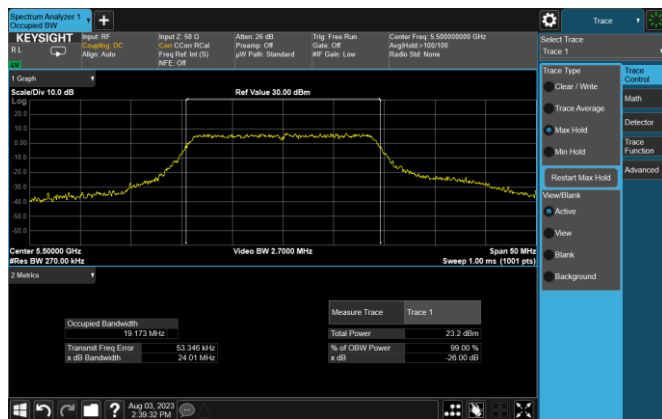 Spectrum Analyzer 1
Occupied BW
Trace
KEYSIGHT
RL
Input: RF
Coupling: DC
Align: Auto
Input Z: 50 Ω
Corr CCorr RCal
Freq Ref: Int (S)
NFE: Off
Atten: 26 dB
Preamp: Off
µW Path: Standard
Trig: Free Run
Gate: Off
#IF Gain: Low
Center Freq: 5.500000000 GHz
Avg|Hold:>100/100
Radio Std: None
Select Trace
Trace 1
1 Graph
Scale/Div 10.0 dB
Ref Value 30.00 dBm
Log
20.0
10.0
0.00
-10.0
-20.0
-30.0
-40.0
-50.0
-60.0
Center 5.50000 GHz
#Res BW 270.00 kHz
Video BW 2.7000 MHz
Span 50 MHz
Sweep 1.00 ms (1001 pts)
Trace Type
Clear / Write
Trace Average
Max Hold
Min Hold
Restart Max Hold
View/Blank
Active
View
Blank
Background
Trace
Control
Math
Detector
Trace
Function
Advanced
2 Metrics
Measure Trace Trace 1
Occupied Bandwidth
19.173 MHz
Total Power 23.2 dBm
Transmit Freq Error 53.346 kHz
% of OBW Power 99.00 %
x dB Bandwidth 24.01 MHz
x dB -26.00 dB
?
Aug 03, 2023
2:39:32 PM